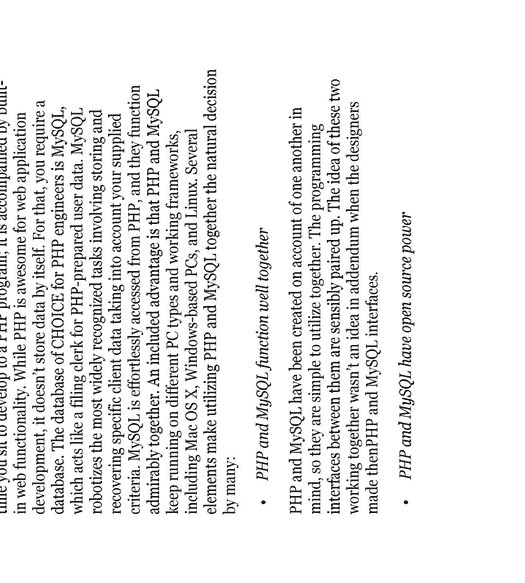 time you sit to develop to a PHP program, it is accompanied by built-
in web functionality. While PHP is awesome for web application
development, it doesn't store data by itself. For that, you require a
database. The database of CHOICE for PHP engineers is MySQL,
which acts like a filing clerk for PHP-prepared user data. MySQL
robotizes the most widely recognized tasks involving storing and
recovering specific client data taking into account your supplied
criteria. MySQL is effortlessly accessed from PHP, and they function
admirably together. An included advantage is that PHP and MySQL
keep running on different PC types and working frameworks,
including Mac OS X, Windows-based PCs, and Linux. Several
elements make utilizing PHP and MySQL together the natural decision
by many:
• PHP and MySQL function well together
PHP and MySQL have been created on account of one another in
mind, so they are simple to utilize together. The programming
interfaces between them are sensibly paired up. The idea of these two
working together wasn't an idea in addendum when the designers
made thenPHP and MySQL interfaces.
• PHP and MySQL have open source power